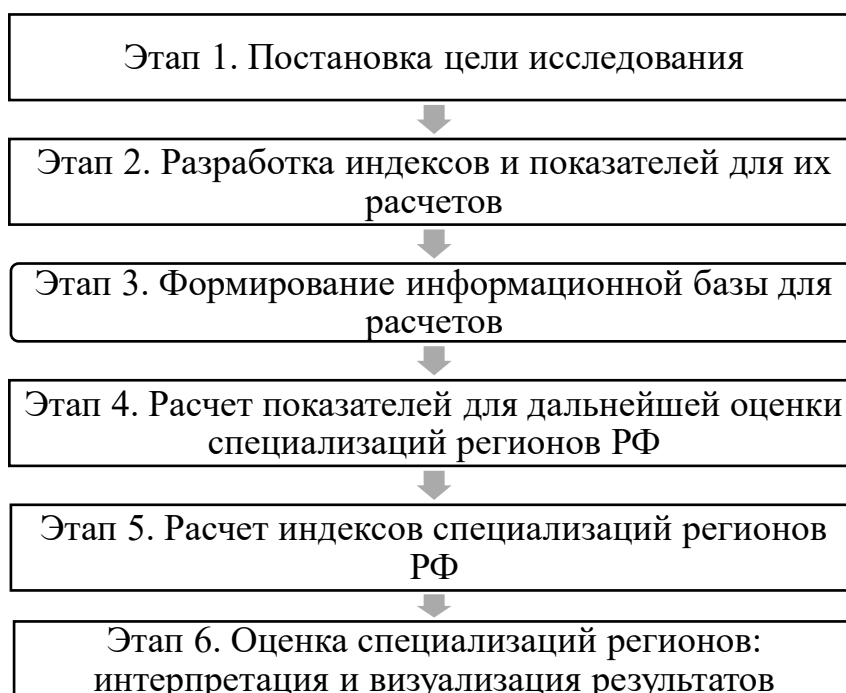 Этап 1. Постановка цели исследования
Этап 2. Разработка индексов и показателей для их
расчетов
Этап 3. Формирование информационной базы для
расчетов
Этап 4. Расчет показателей для дальнейшей оценки
специализаций регионов РФ
Этап 5. Расчет индексов специализаций регионов
РФ
Этап 6. Оценка специализаций регионов:
интерпретация и визуализация результатов